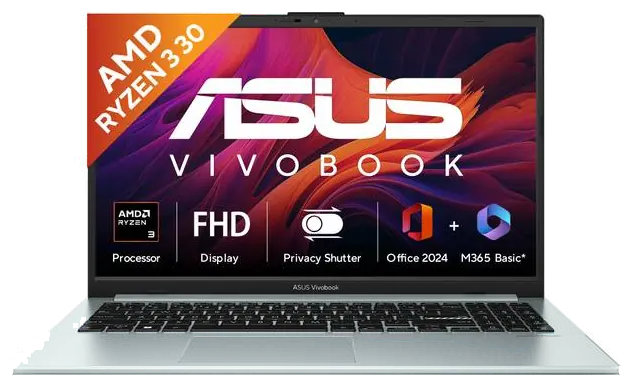 AMD
RYZEN 3 30
ASUS
VIVOBOOK
AMD
RYZEN
3
FHD
+
Processor
Display
Privacy Shutter
Office 2024
M365 Basic*
ASUS Vivobook